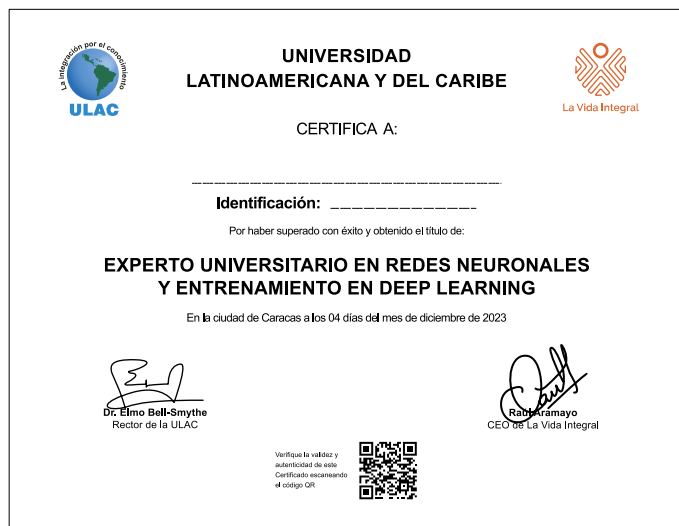 La integración por el conocimiento
ULAC
UNIVERSIDAD
LATINOAMERICANA Y DEL CARIBE
La Vida Integral
CERTIFICA A:
Identificación:
Por haber superado con éxito y obtenido el título de:
EXPERTO UNIVERSITARIO EN REDES NEURONALES
Y ENTRENAMIENTO EN DEEP LEARNING
En la ciudad de Caracas a los 04 días del mes de diciembre de 2023
Dr. Elmo Bell-Smythe
Rector de la ULAC
Raúl Aramayo
CEO de La Vida Integral
Verifique la validez y
autenticidad de este
Certificado escaneando
el código QR